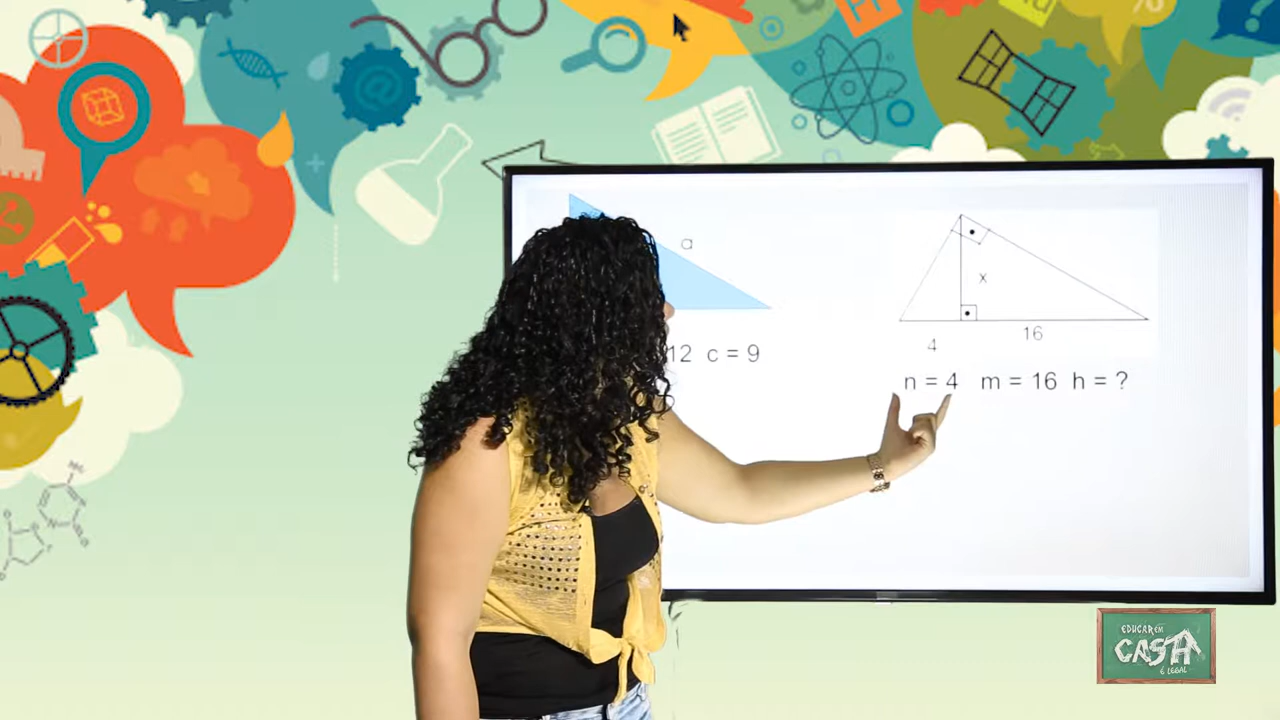 a
12 c = 9
x
4
16
n = 4 m = 16 h = ?
EDUCAR EM
CASA
É LEGAL
@
%